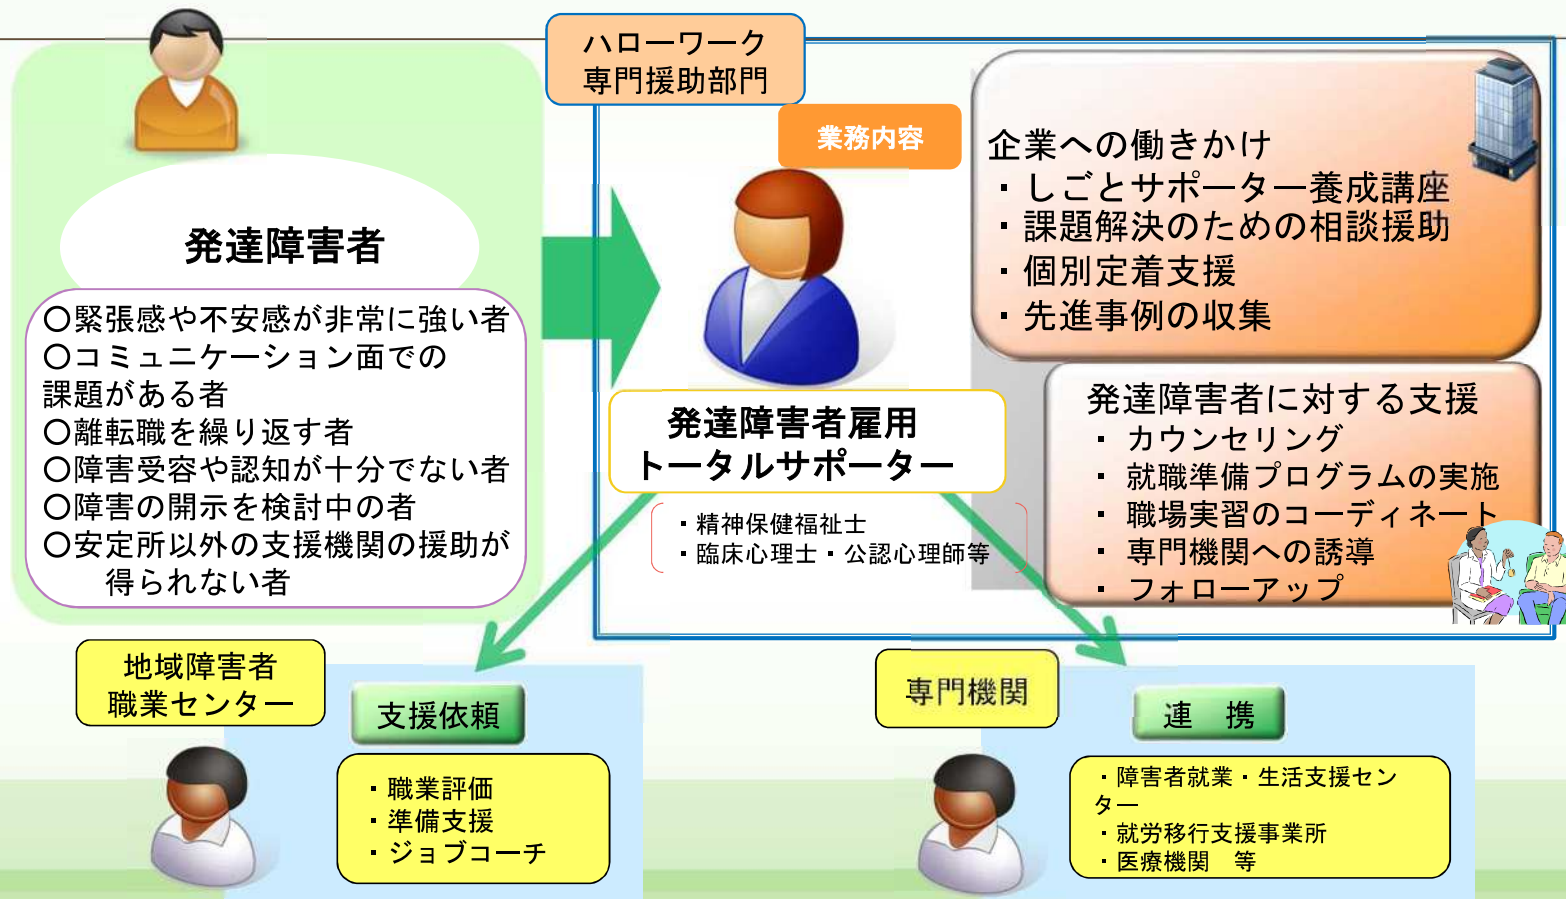 ハローワーク
専門援助部門
業務内容
発達障害者
〇緊張感や不安感が非常に強い者
〇コミュニケーション面での
課題がある者
〇離転職を繰り返す者
〇障害受容や認知が十分でない者
〇障害の開示を検討中の者
〇安定所以外の支援機関の援助が
得られない者
発達障害者雇用
トータルサポーター
・精神保健福祉士
・臨床心理士・公認心理師等
企業への働きかけ
・しごとサポーター養成講座
・課題解決のための相談援助
・個別定着支援
・先進事例の収集
発達障害者に対する支援
・ カウンセリング
・ 就職準備プログラムの実施
・ 職場実習のコーディネート
・ 専門機関への誘導
・ フォローアップ
地域障害者
職業センター
支援依頼
・職業評価
・準備支援
・ジョブコーチ
専門機関
連　携
・障害者就業・生活支援セン
ター
・就労移行支援事業所
・医療機関　等